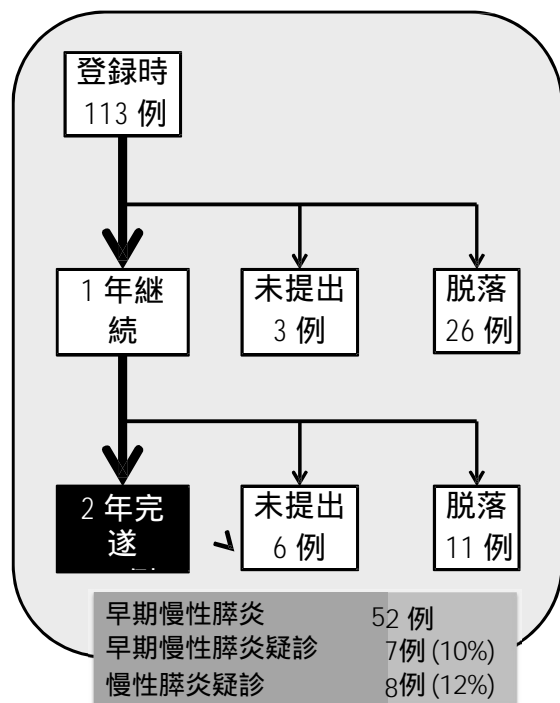 登録時
113 例
1 年継
続
未提出
3 例
脱落
26 例
2 年完
遂
未提出
6 例
脱落
11 例
早期慢性膵炎 52 例
早期慢性膵炎疑診 7例 (10%)
慢性膵炎疑診 8例 (12%)